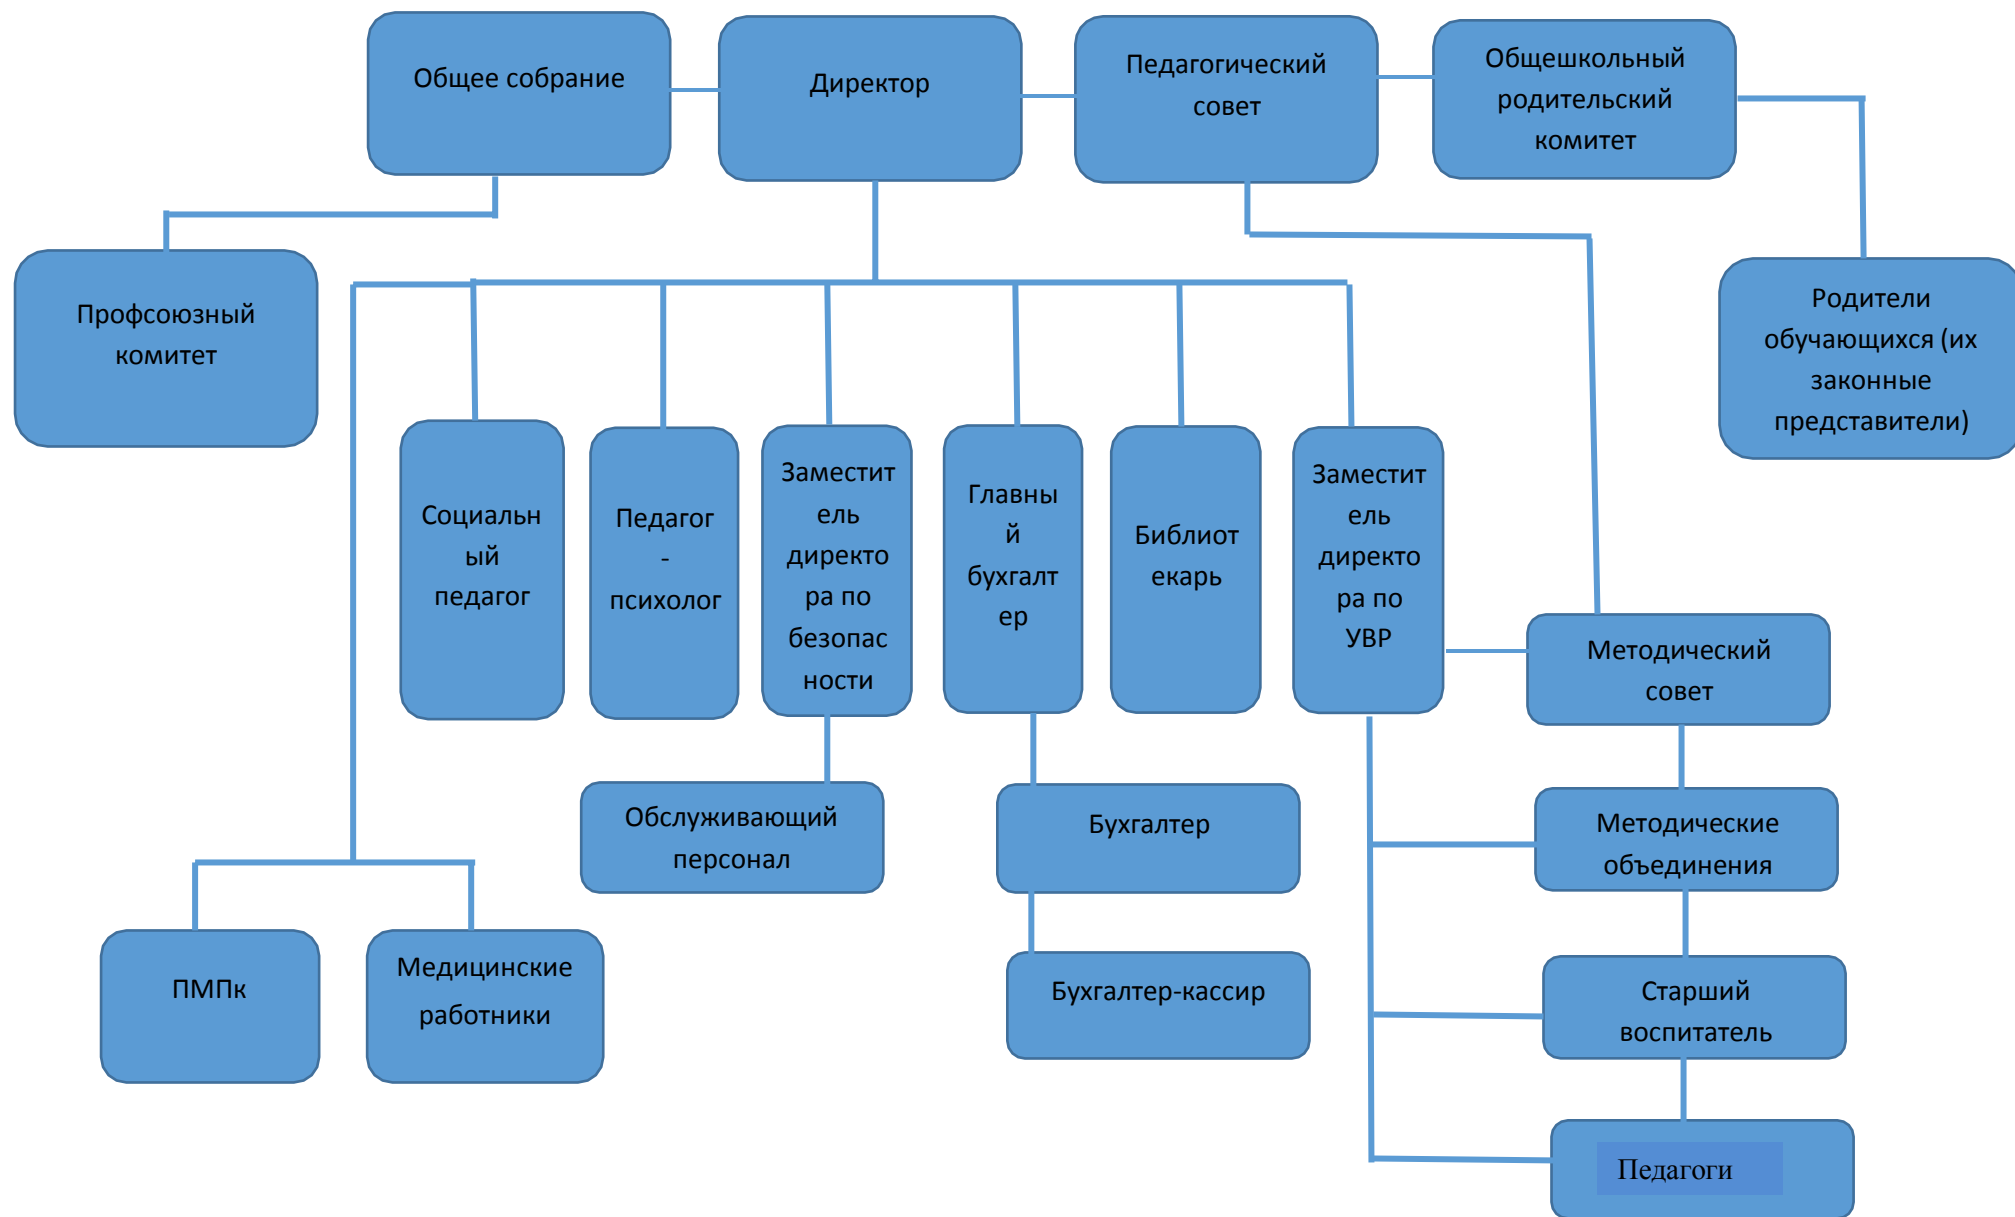 Общее собрание
Директор
Педагогический
совет
Общешкольный
родительский
комитет
Профсоюзный
комитет
Родители
обучающихся (их
законные
представители)
Социальн
ый
педагог
Педагог
-
психолог
Заместит
ель
директо
ра по
безопас
ности
Главны
й
бухгалт
ер
Библиот
екарь
Заместит
ель
директо
ра по
УВР
Методический
совет
Обслуживающий
персонал
Бухгалтер
Методические
объединения
ПМПк
Медицинские
работники
Бухгалтер-кассир
Старший
воспитатель
Педагоги